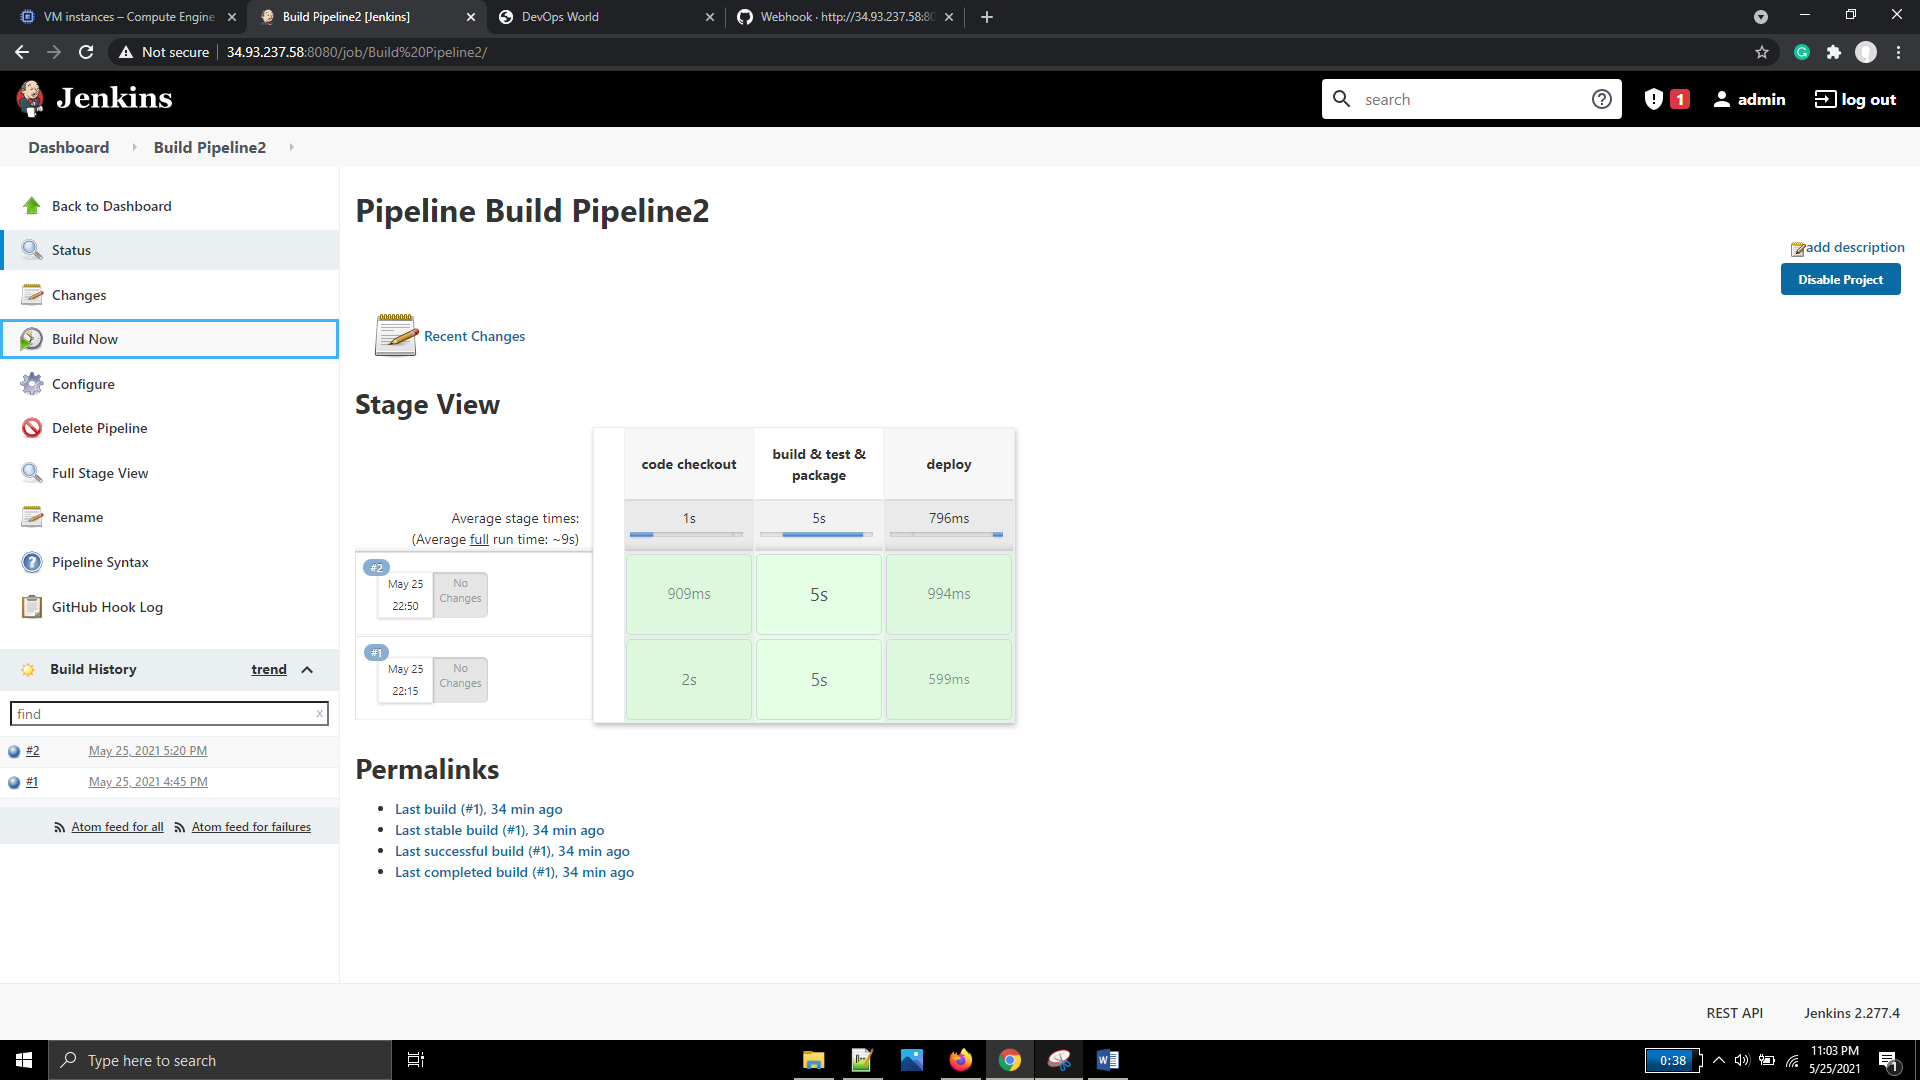 VM instances – Compute Engine
Build Pipeline2 [Jenkins]
DevOps World
Webhook · http://34.93.237.58:80
Not secure
34.93.237.58:8080/job/Build%20Pipeline2/
Jenkins
search
1
admin
log out
Dashboard
Build Pipeline2
Back to Dashboard
Status
Changes
Build Now
Configure
Delete Pipeline
Full Stage View
Rename
Pipeline Syntax
GitHub Hook Log
Build History
trend
find
x
#2
May 25, 2021 5:20 PM
#1
May 25, 2021 4:45 PM
Atom feed for all
Atom feed for failures
Pipeline Build Pipeline2
add description
Disable Project
Recent Changes
Stage View
code checkout
build & test &
package
deploy
Average stage times:
(Average full run time: ~9s)
1s
5s
796ms
#2
May 25
22:50
No
Changes
909ms
5s
994ms
#1
May 25
22:15
No
Changes
2s
5s
599ms
Permalinks
Last build (#1), 34 min ago
Last stable build (#1), 34 min ago
Last successful build (#1), 34 min ago
Last completed build (#1), 34 min ago
REST API
Jenkins 2.277.4
Type here to search
0:38
11:03 PM
5/25/2021
1